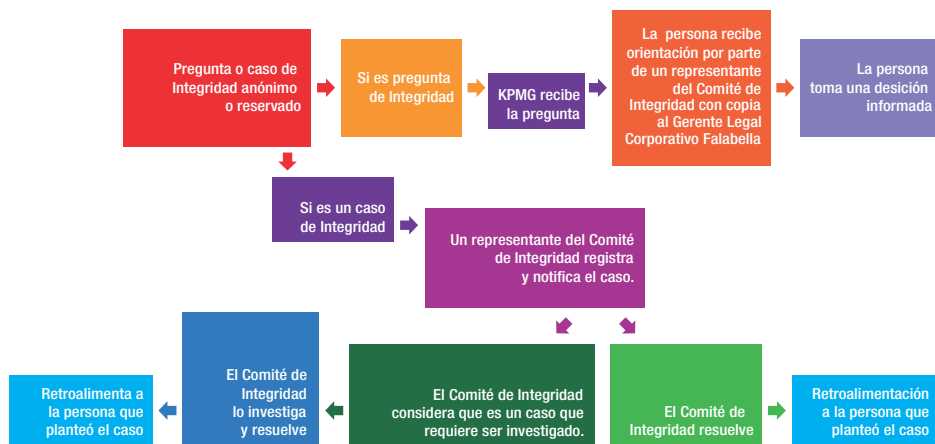 Pregunta o caso de
Integridad anónimo
o reservado
Si es pregunta
de Integridad
KPMG recibe
la pregunta
La persona recibe
orientación por parte
de un representante
del Comité de
Integridad con copia
al Gerente Legal
Corporativo Falabella
La persona
toma una desición
informada
Si es un caso
de Integridad
Un representante del Comité
de Integridad registra
y notifica el caso.
Retroalimenta a
la persona que
planteó el caso
El Comité de
Integridad
lo investiga
y resuelve
El Comité de Integridad
considera que es un caso que
requiere ser investigado.
El Comité de
Integridad resuelve
Retroalimentación
a la persona que
planteó el caso